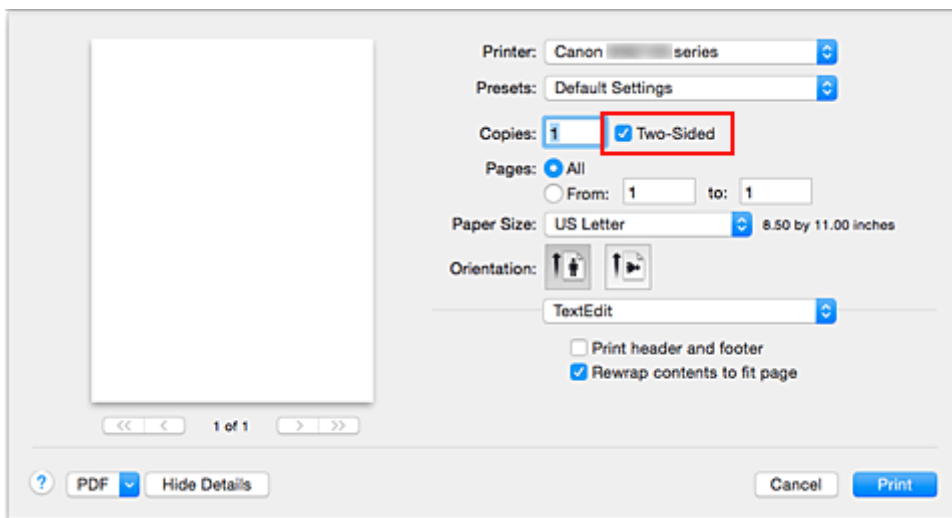 Printer: Canon series
Presets: Default Settings
Copies: 1 Two-Sided
Pages: All
From: 1 to: 1
Paper Size: US Letter 8.50 by 11.00 inches
Orientation:
TextEdit
Print header and footer
Rewrap contents to fit page
<< < 1 of 1 > >>
? PDF Hide Details Cancel Print